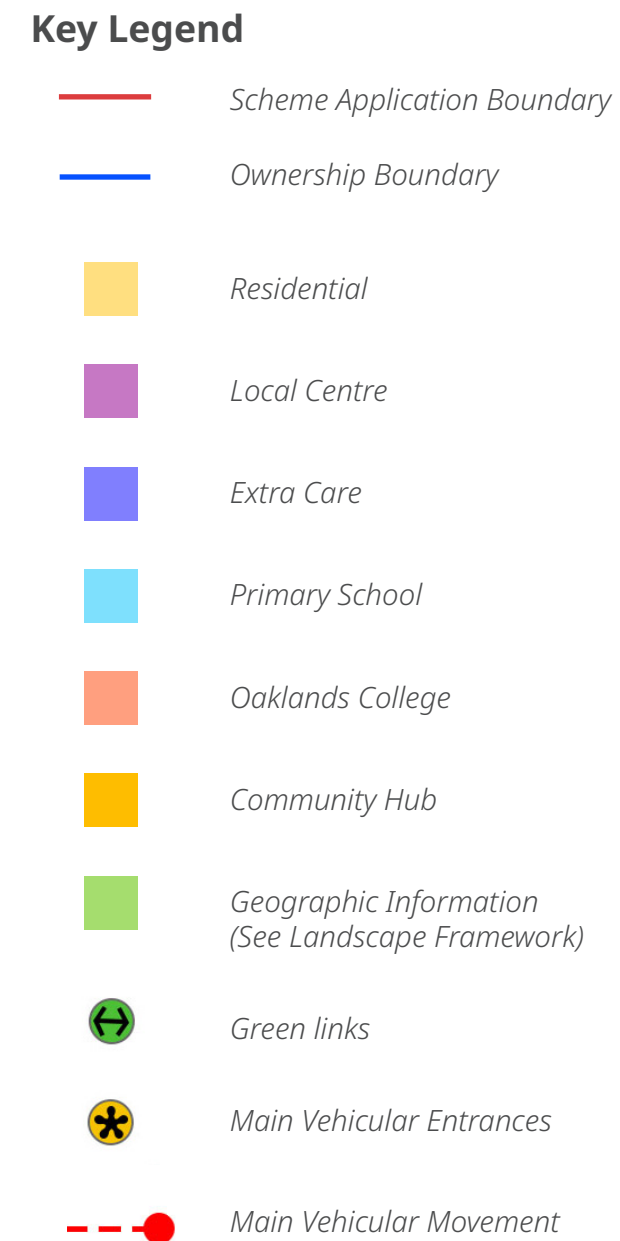 Key Legend
Scheme Application Boundary
Ownership Boundary
Residential
Local Centre
Extra Care
Primary School
Oaklands College
Community Hub
Geographic Information
(See Landscape Framework)
Green links
Main Vehicular Entrances
Main Vehicular Movement